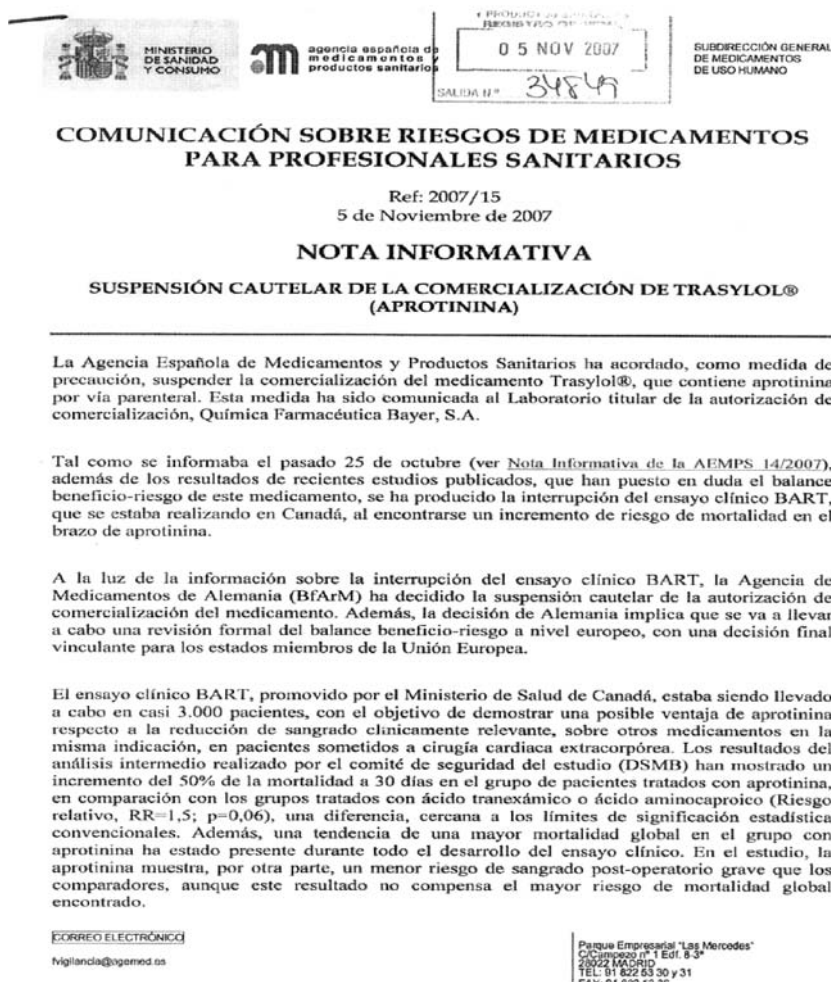 MINISTERIO
DE SANIDAD
Y CONSUMO
agencia española de
medicamentos y
productos sanitarios
0 5 NOV 2007
SALIDA Nº 34849
SUBDIRECCIÓN GENERAL
DE MEDICAMENTOS
DE USO HUMANO
COMUNICACIÓN SOBRE RIESGOS DE MEDICAMENTOS
PARA PROFESIONALES SANITARIOS
Ref: 2007/15
5 de Noviembre de 2007
NOTA INFORMATIVA
SUSPENSIÓN CAUTELAR DE LA COMERCIALIZACIÓN DE TRASYLOL®
(APROTININA)
La Agencia Española de Medicamentos y Productos Sanitarios ha acordado, como medida de
precaución, suspender la comercialización del medicamento Trasylol®, que contiene aprotinina
por vía parenteral. Esta medida ha sido comunicada al Laboratorio titular de la autorización de
comercialización, Química Farmacéutica Bayer, S.A.
Tal como se informaba el pasado 25 de octubre (ver Nota Informativa de la AEMPS 14/2007),
además de los resultados de recientes estudios publicados, que han puesto en duda el balance
beneficio-riesgo de este medicamento, se ha producido la interrupción del ensayo clínico BART,
que se estaba realizando en Canadá, al encontrarse un incremento de riesgo de mortalidad en el
brazo de aprotinina.
A la luz de la información sobre la interrupción del ensayo clínico BART, la Agencia de
Medicamentos de Alemania (BfArM) ha decidido la suspensión cautelar de la autorización de
comercialización del medicamento. Además, la decisión de Alemania implica que se va a llevar
a cabo una revisión formal del balance beneficio-riesgo a nivel europeo, con una decisión final
vinculante para los estados miembros de la Unión Europea.
El ensayo clínico BART, promovido por el Ministerio de Salud de Canadá, estaba siendo llevado
a cabo en casi 3.000 pacientes, con el objetivo de demostrar una posible ventaja de aprotinina
respecto a la reducción de sangrado clínicamente relevante, sobre otros medicamentos en la
misma indicación, en pacientes sometidos a cirugía cardiaca extracorpórea. Los resultados del
análisis intermedio realizado por el comité de seguridad del estudio (DSMB) han mostrado un
incremento del 50% de la mortalidad a 30 días en el grupo de pacientes tratados con aprotinina,
en comparación con los grupos tratados con ácido tranexámico o ácido aminocaproico (Riesgo
relativo, RR=1,5; p=0,06), una diferencia, cercana a los límites de significación estadística
convencionales. Además, una tendencia de una mayor mortalidad global en el grupo con
aprotinina ha estado presente durante todo el desarrollo del ensayo clínico. En el estudio, la
aprotinina muestra, por otra parte, un menor riesgo de sangrado post-operatorio grave que los
comparadores, aunque este resultado no compensa el mayor riesgo de mortalidad global
encontrado.
CORREO ELECTRÓNICO
fvigilancia@agemed.es
Parque Empresarial "Las Mercedes"
C/Campezo nº 1 Edf. 8-3ª
28022 MADRID
TEL: 91 822 53 30 y 31